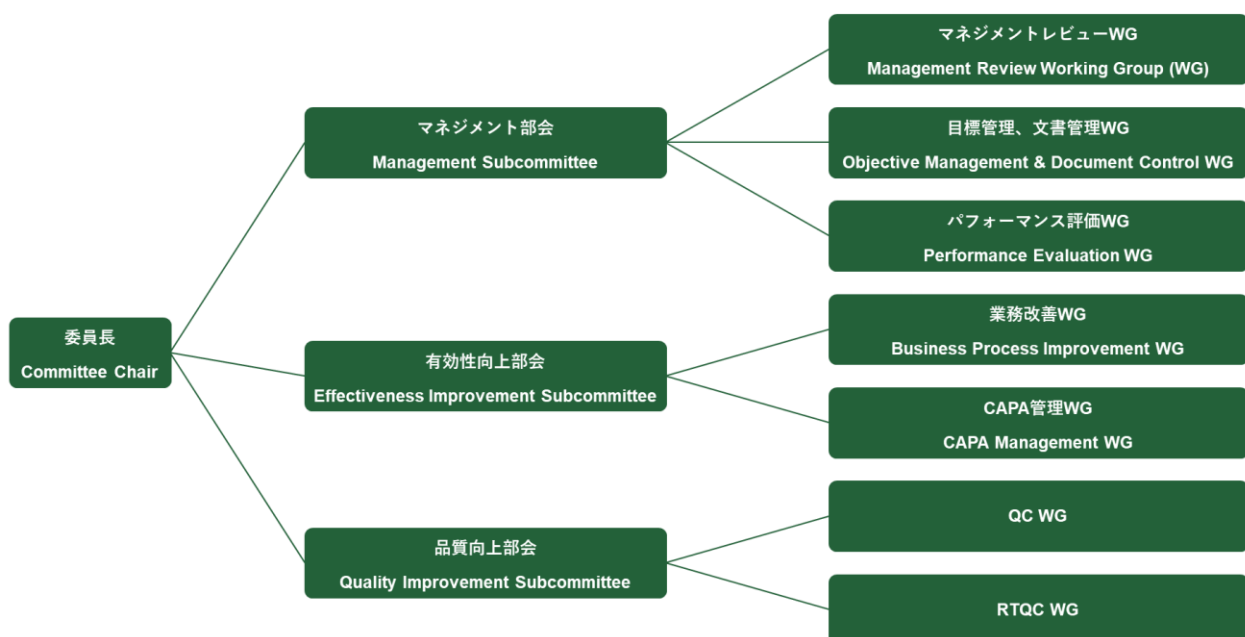 委員長
Committee Chair
マネジメント部会
Management Subcommittee
マネジメントレビューWG
Management Review Working Group (WG)
目標管理、文書管理WG
Objective Management & Document Control WG
パフォーマンス評価WG
Performance Evaluation WG
有効性向上部会
Effectiveness Improvement Subcommittee
業務改善WG
Business Process Improvement WG
CAPA管理WG
CAPA Management WG
品質向上部会
Quality Improvement Subcommittee
QC WG
RTQC WG